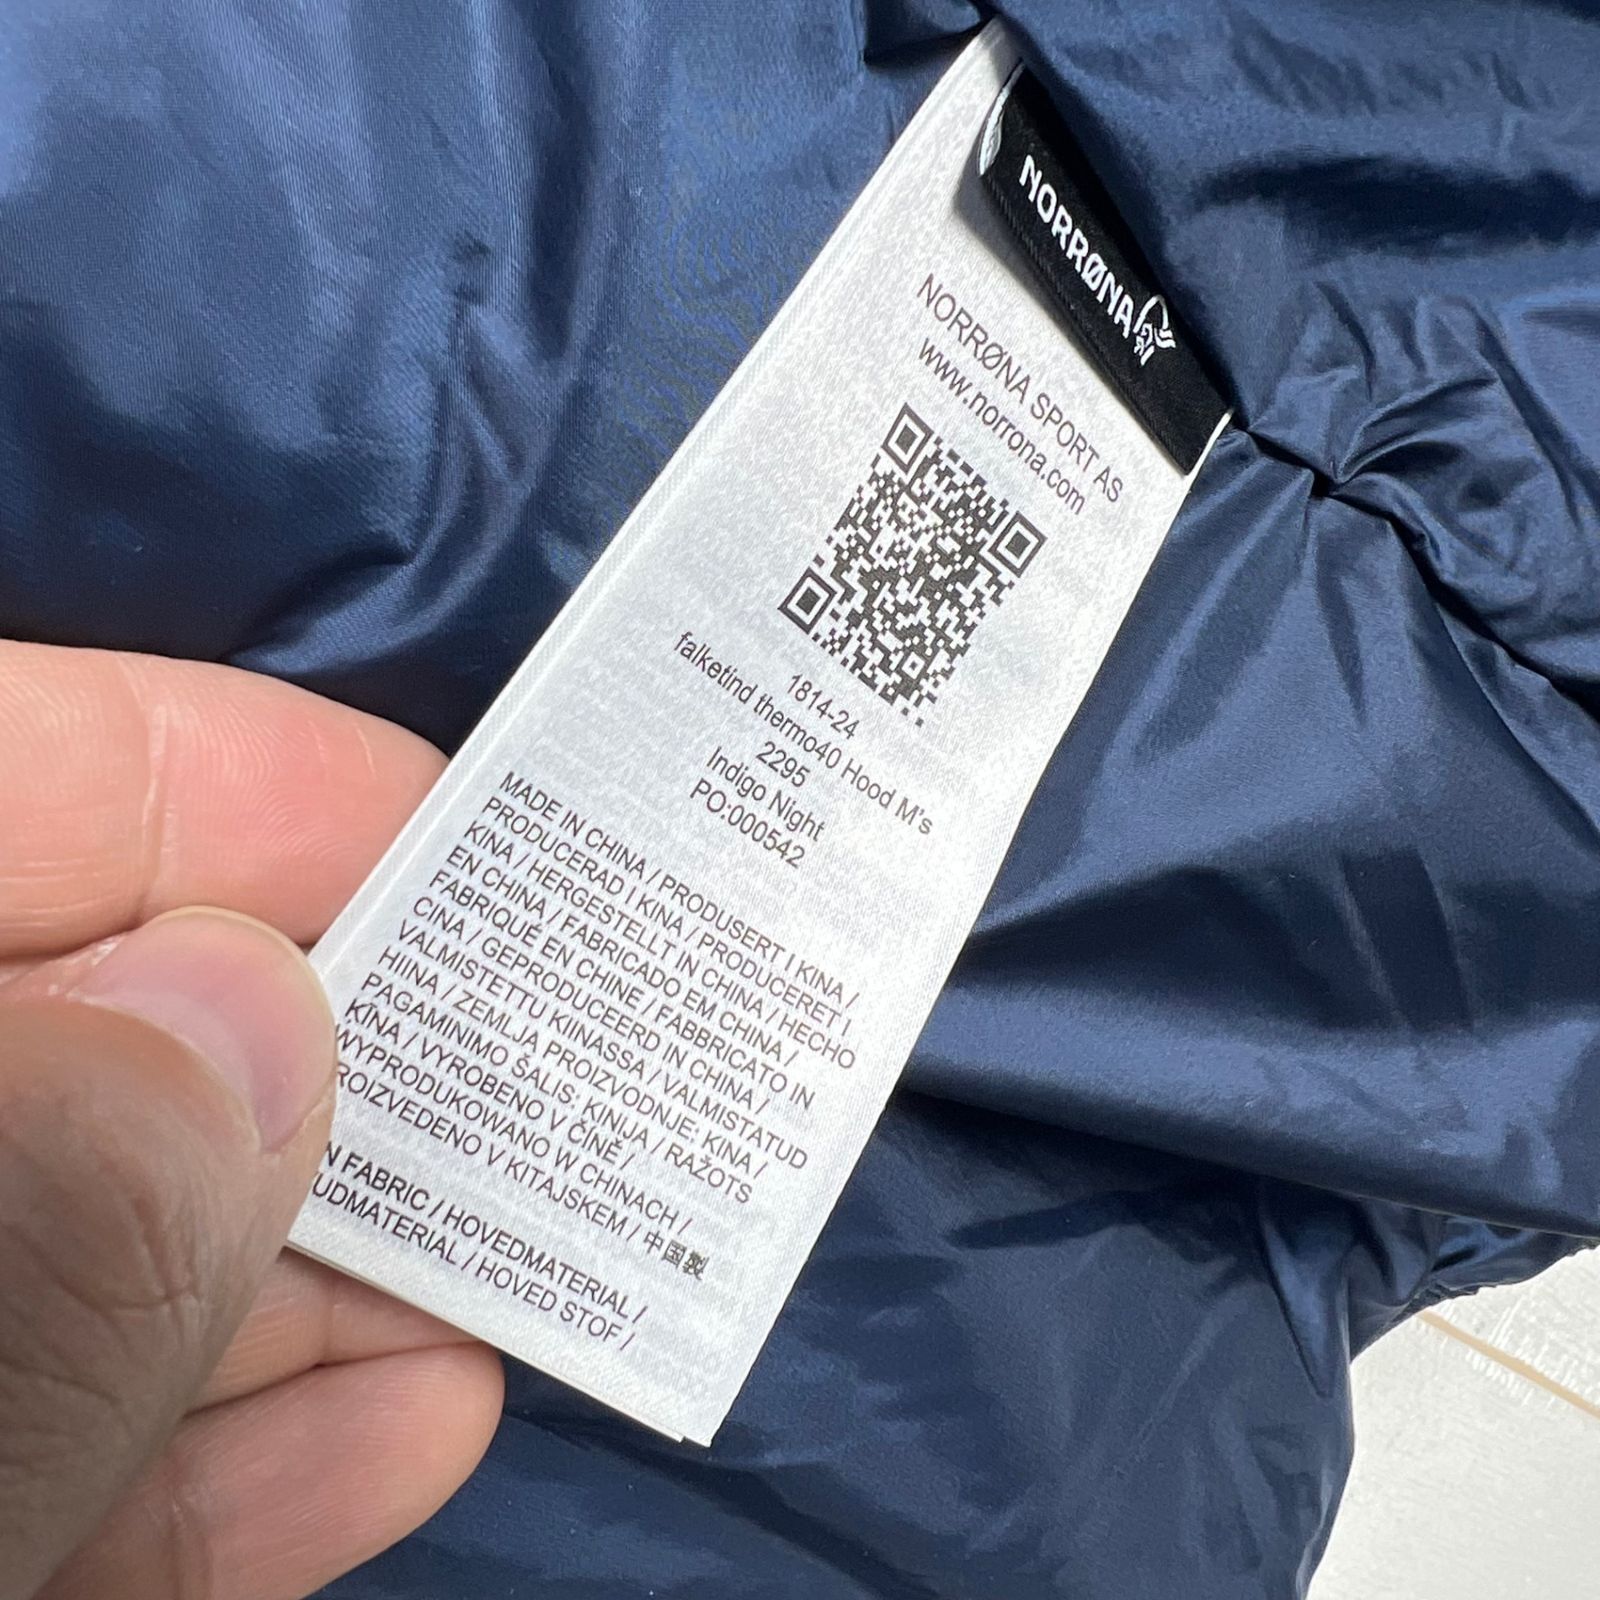 NORRØNA
NORRØNA SPORT AS
www.norrona.com
1814-24
falketind thermo40 Hood M's
2295
Indigo Night
PO:000542
MADE IN CHINA / PRODUSERT I KINA /
PRODUCERAD I KINA / PRODUCERET I
KINA / HERGESTELLT IN CHINA / HECHO
EN CHINA / FABRICADO EM CHINA /
FABRIQUÉ EN CHINE / FABBRICATO IN
CINA / GEPRODUCEERD IN CHINA /
VALMISTETTU KIINASSA / VALMISTATUD
HIINA / ZEMLJA PROIZVODNJE: KINA /
PAGAMINIMO ŠALIS: KINIJA / RAŽOTS
ĶĪNA / VYROBENO V ČÍNĚ /
WYPRODUKOWANO W CHINACH /
ROIZVEDENO V KITAJSKEM / 中国製
N FABRIC / HOVEDMATERIAL /
UDMATERIAL / HOVED STOF /